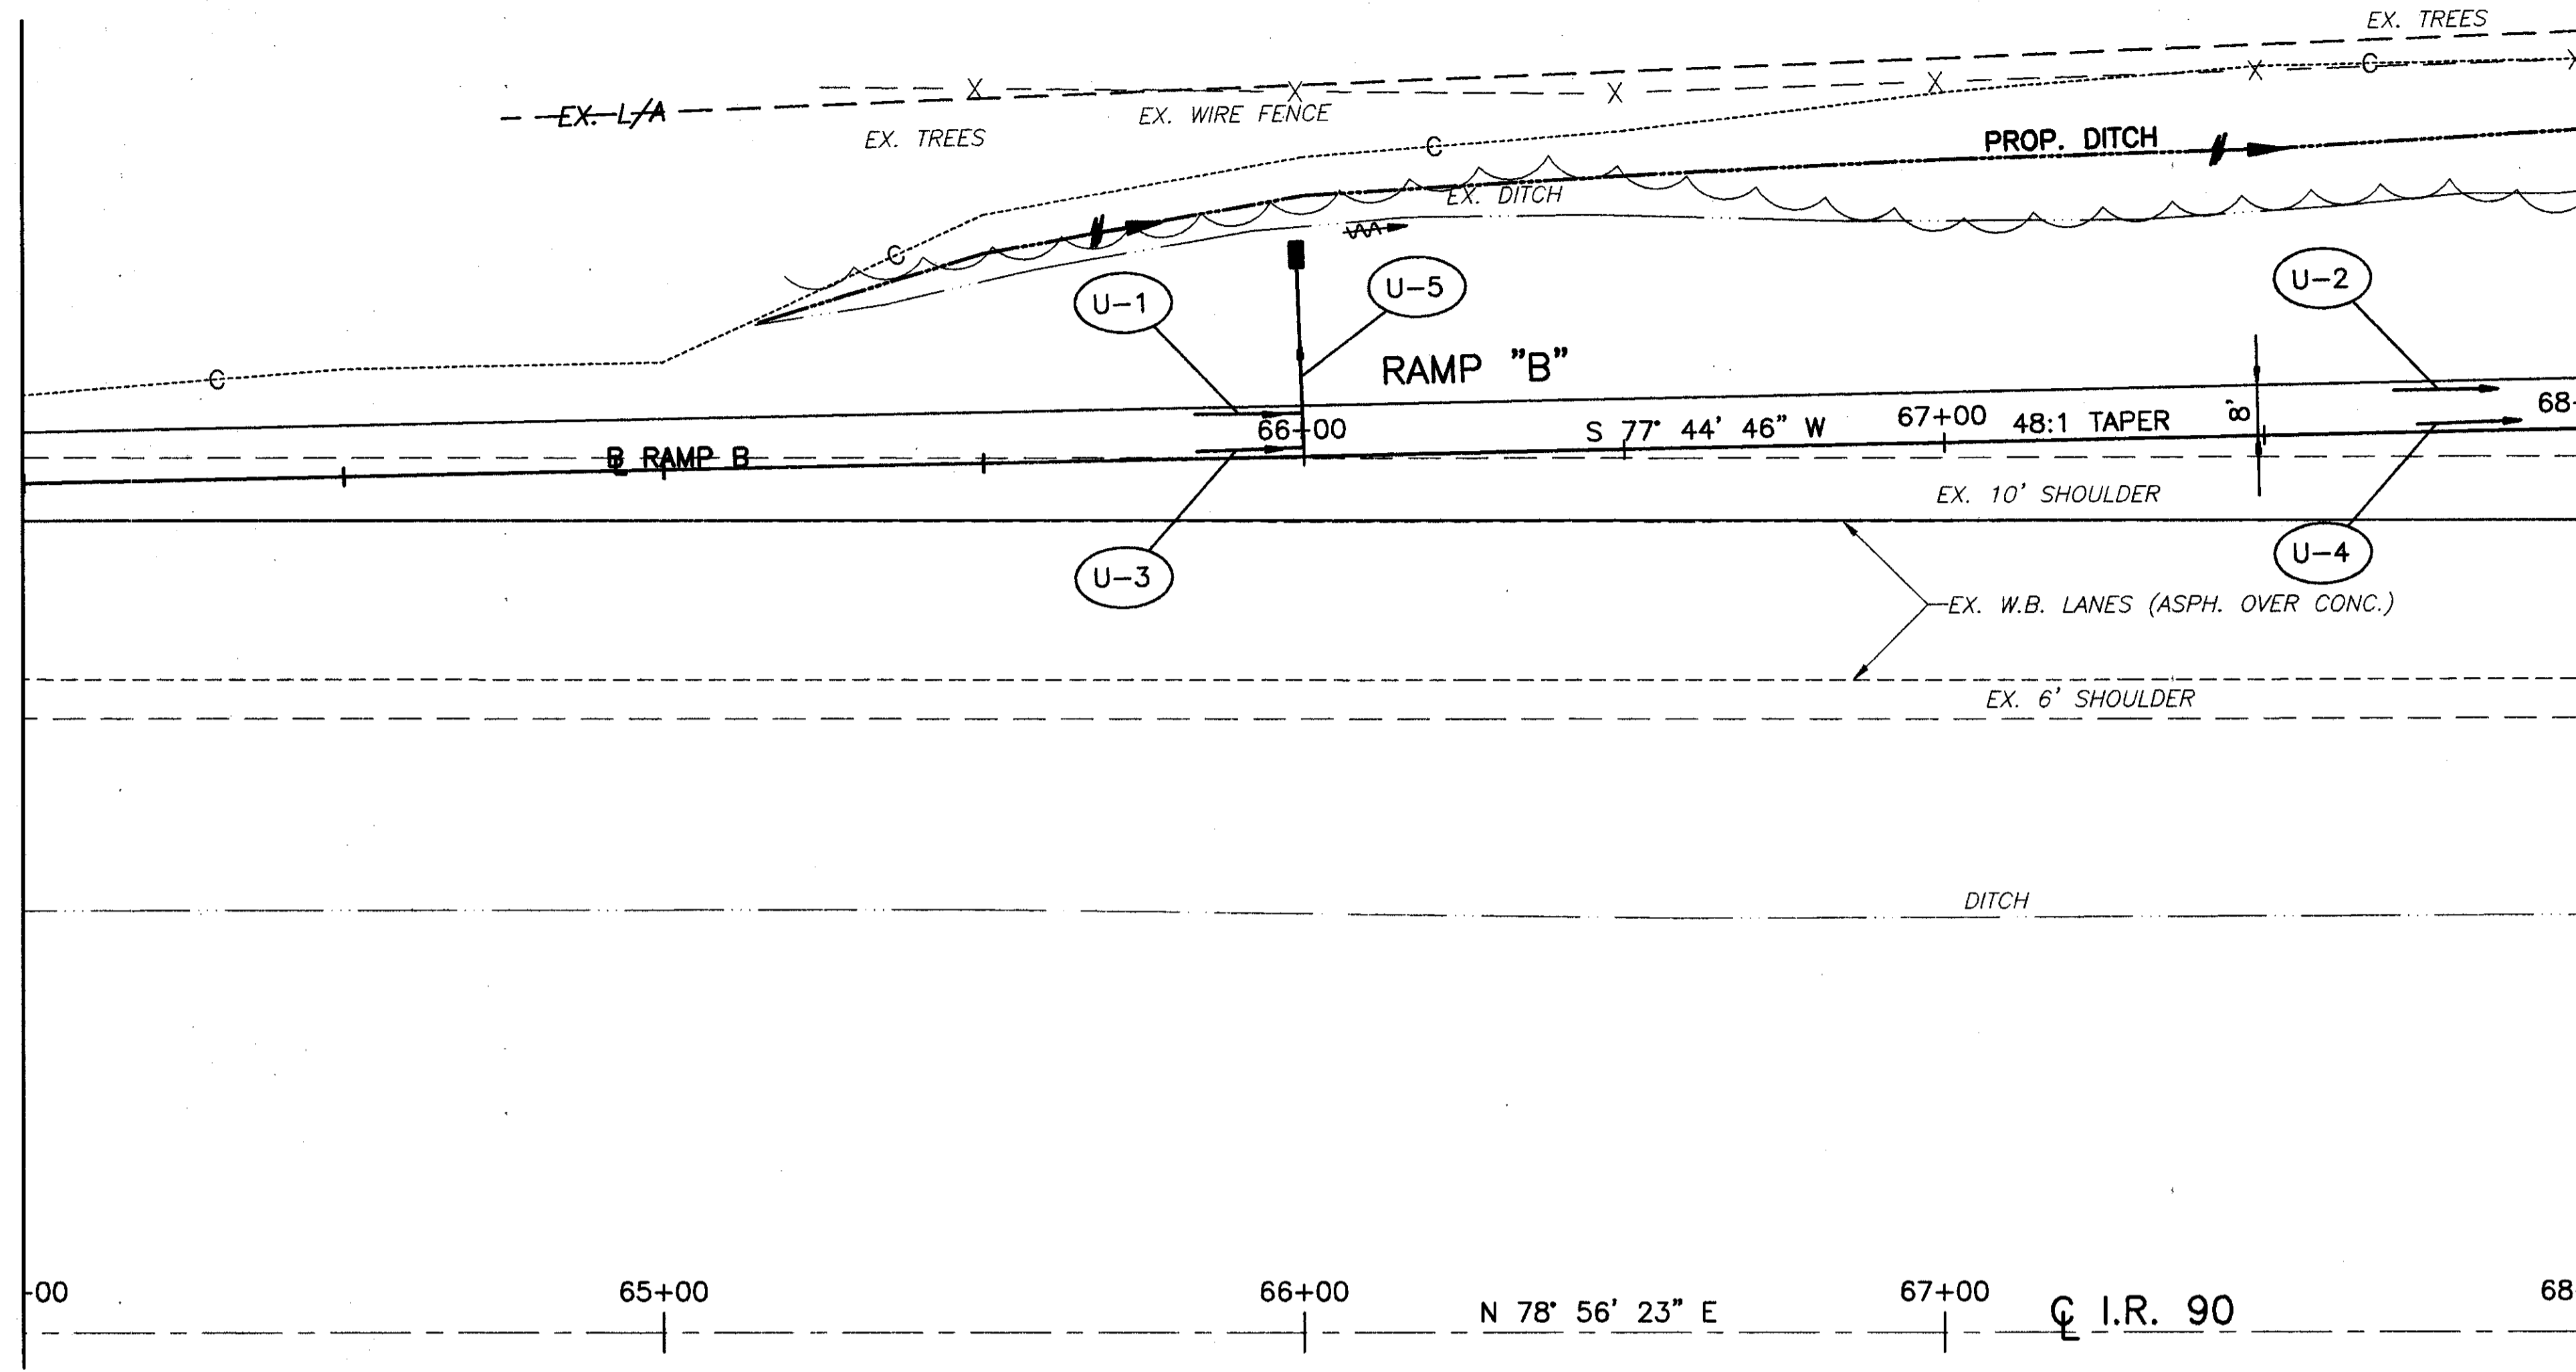 EX. TREES
EX. L/A
EX. WIRE FENCE
EX. TREES
X X X X X C
C
C
C
PROP. DITCH
EX. DITCH
U-1
U-5
U-2
RAMP "B"
66+00
S 77° 44' 46" W
67+00
48:1 TAPER
8'
68
B RAMP B
EX. 10' SHOULDER
U-3
U-4
EX. W.B. LANES (ASPH. OVER CONC.)
EX. 6' SHOULDER
DITCH
-00
65+00
66+00
67+00
68
N 78° 56' 23" E
℄ I.R. 90